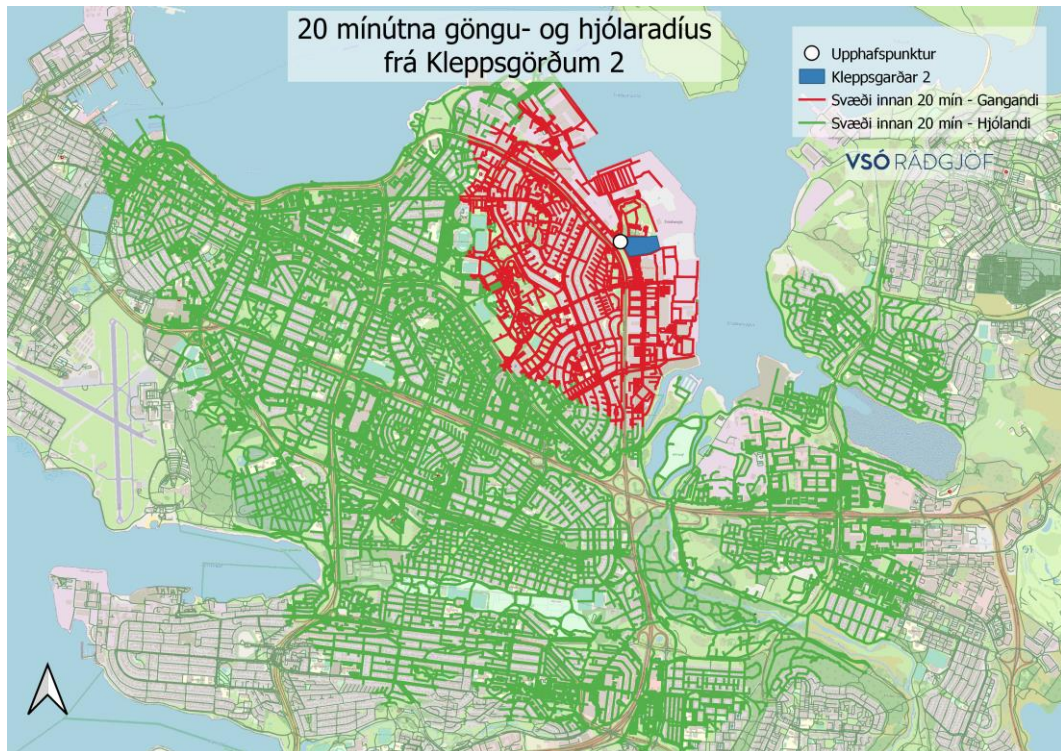 20 mínútna göngu- og hjólaradíus
frá Kleppsgörðum 2
Upphafspunktur
Kleppsgarðar 2
Svæði innan 20 mín - Gangandi
Svæði innan 20 mín - Hjólandi
VSÓ RÁÐGJÖF